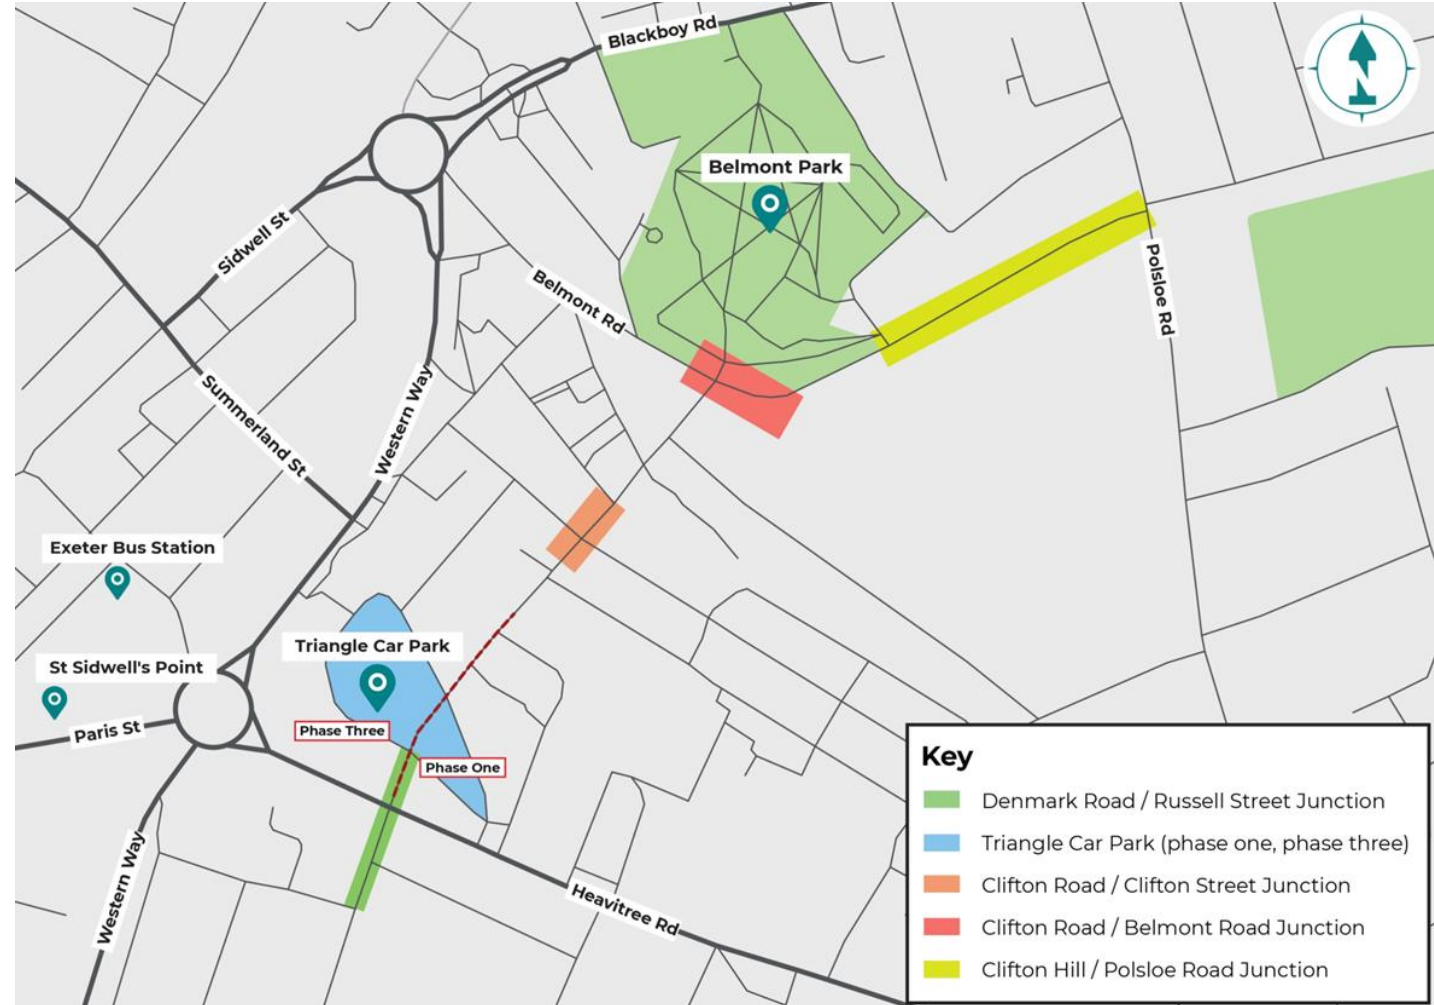 Blackboy Rd
N
Belmont Park
Sidwell St
Belmont Rd
Polsloe Rd
Summerland St
Western Way
Exeter Bus Station
Triangle Car Park
St Sidwell's Point
Paris St
Phase Three
Phase One
Western Way
Heavitree Rd
Key
Denmark Road / Russell Street Junction
Triangle Car Park (phase one, phase three)
Clifton Road / Clifton Street Junction
Clifton Road / Belmont Road Junction
Clifton Hill / Polsloe Road Junction